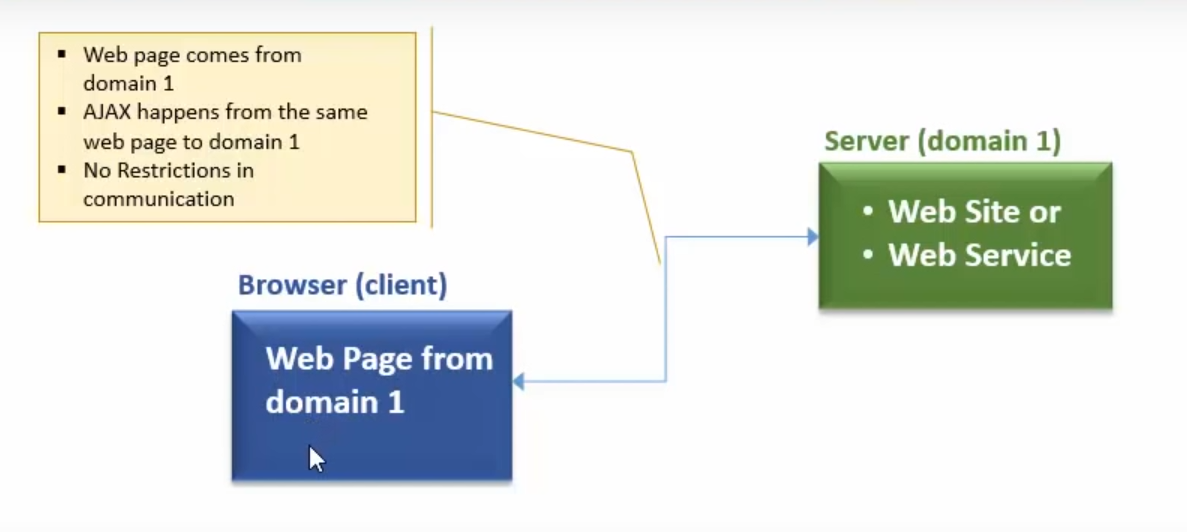 ▪ Web page comes from
domain 1
▪ AJAX happens from the same
web page to domain 1
▪ No Restrictions in
communication
Server (domain 1)
• Web Site or
• Web Service
Browser (client)
Web Page from
domain 1